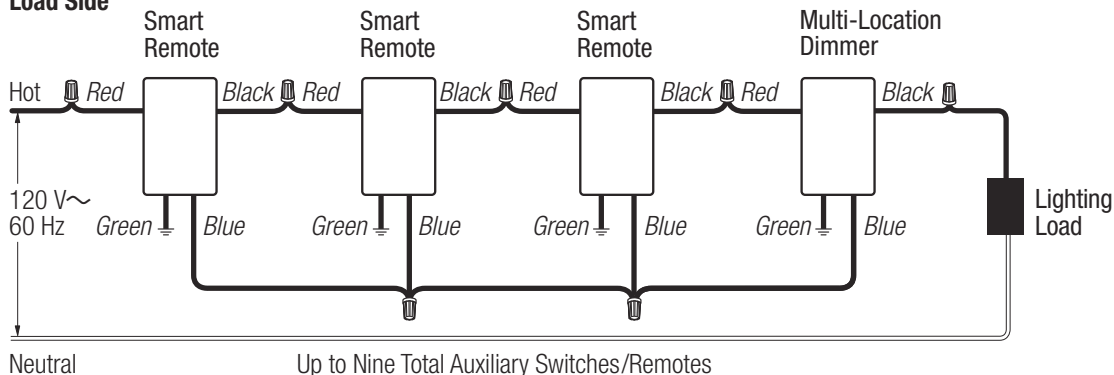 Load Side
Smart
Remote
Smart
Remote
Smart
Remote
Multi-Location
Dimmer
Hot
Red
Black
Red
Black
Red
Black
Red
Black
120 V~
60 Hz
Green
Blue
Green
Blue
Green
Blue
Green
Blue
Lighting
Load
Neutral
Up to Nine Total Auxiliary Switches/Remotes